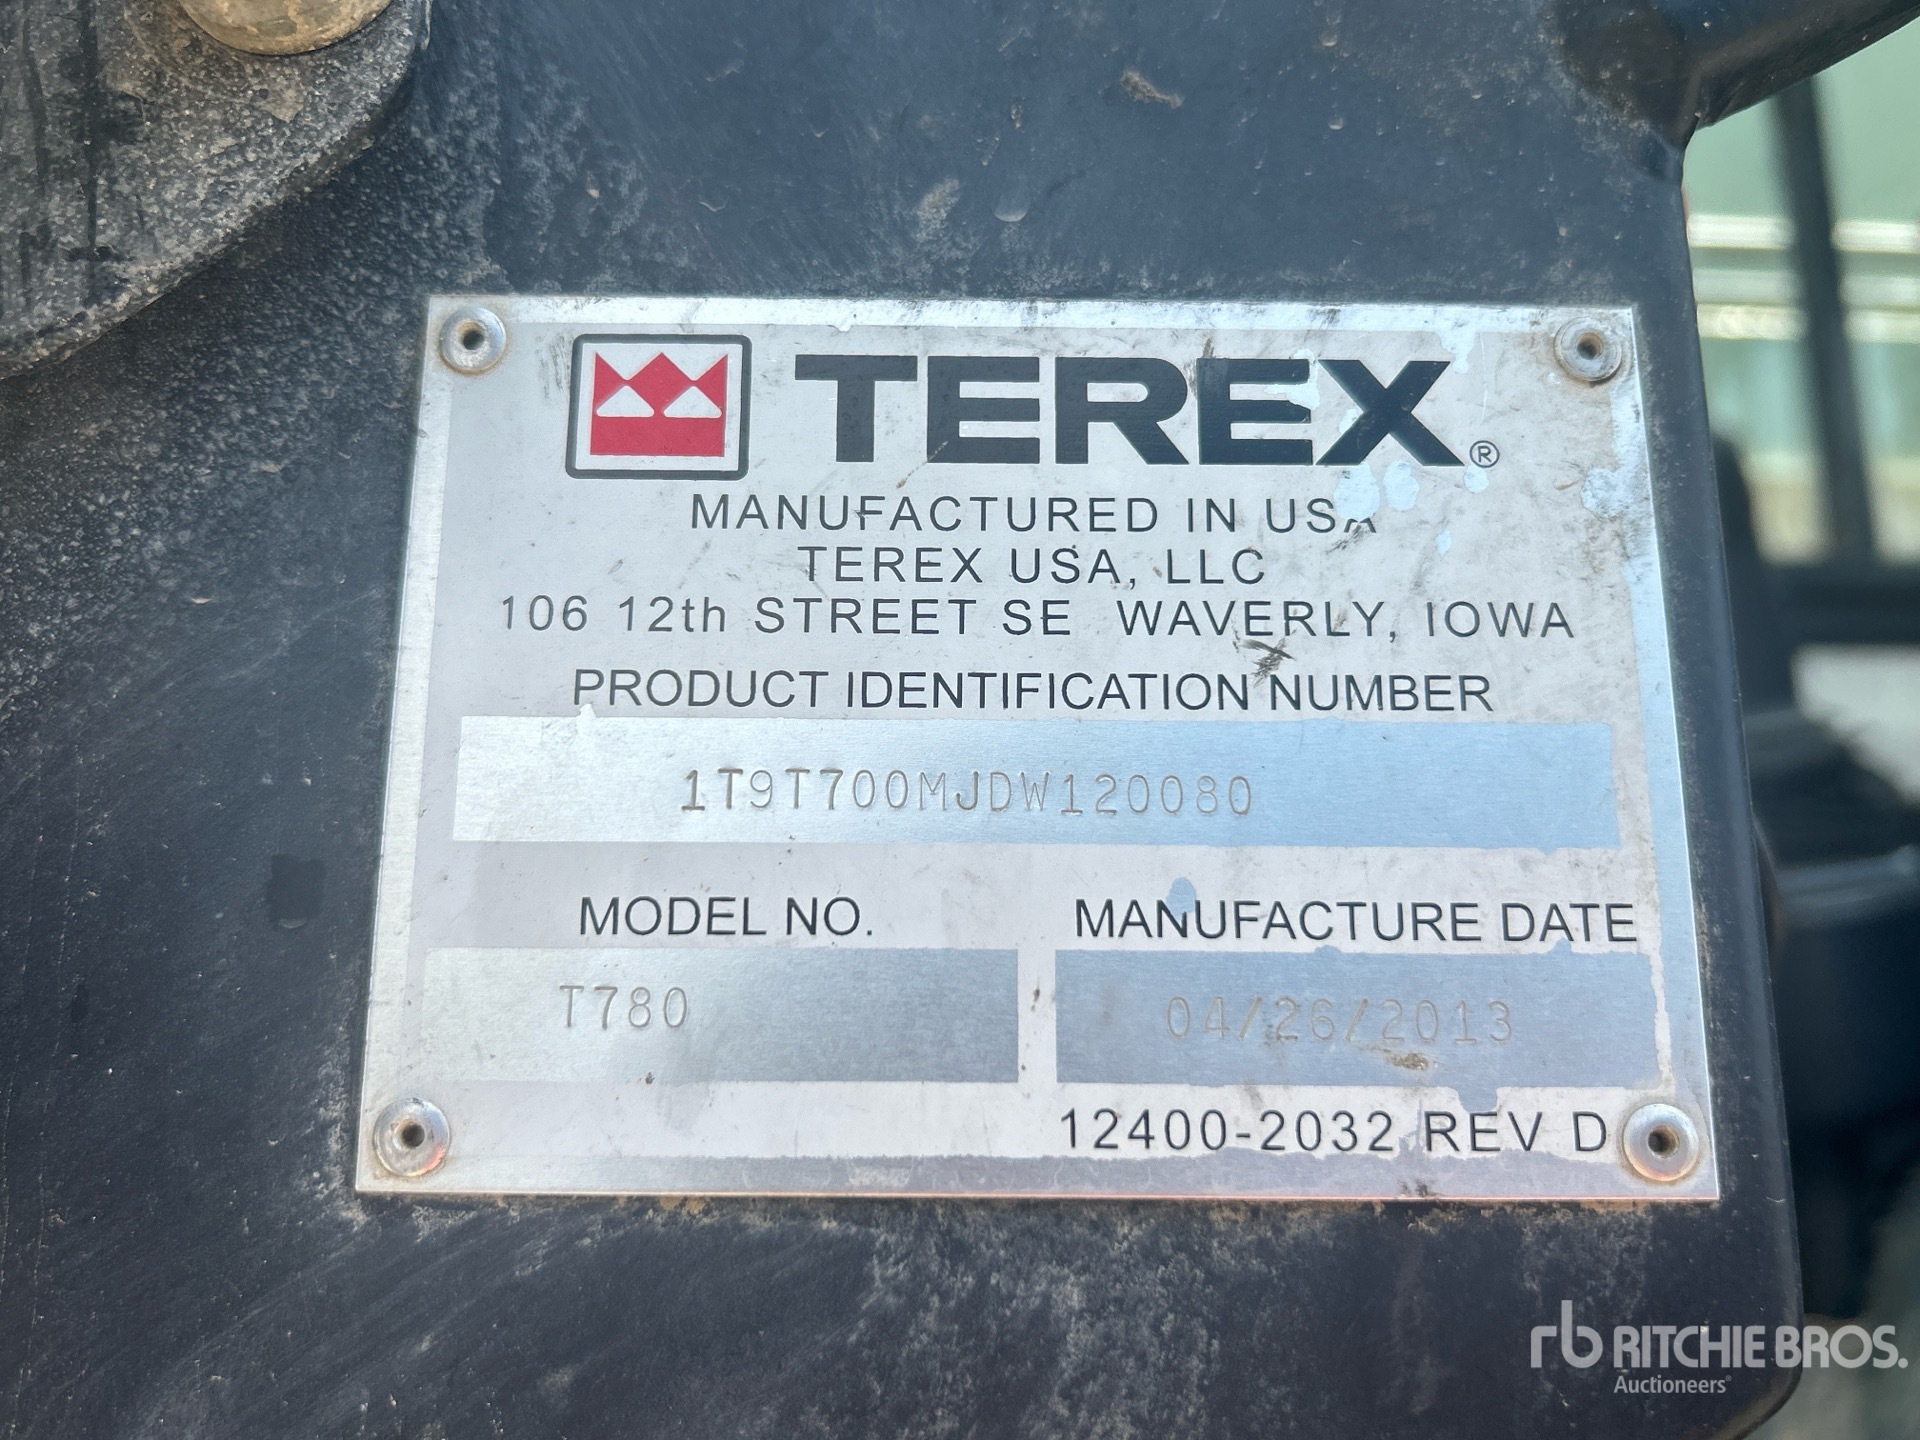 TEREX®
MANUFACTURED IN USA
TEREX USA, LLC
106 12th STREET SE WAVERLY, IOWA
PRODUCT IDENTIFICATION NUMBER
1T9T700MJDW120080
MODEL NO.
MANUFACTURE DATE
T780
04/26/2013
12400-2032 REV D
rb RITCHIE BROS.
Auctioneers